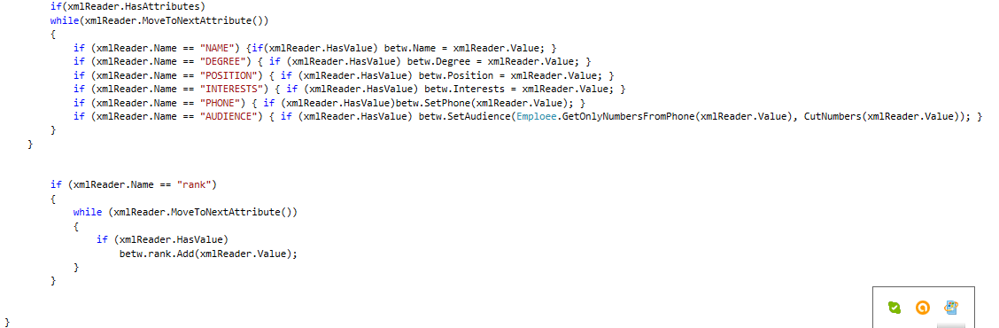 if(xmlReader.HasAttributes)
while(xmlReader.MoveToNextAttribute())
{
if (xmlReader.Name == "NAME") {if(xmlReader.HasValue) betw.Name = xmlReader.Value; }
if (xmlReader.Name == "DEGREE") { if (xmlReader.HasValue) betw.Degree = xmlReader.Value; }
if (xmlReader.Name == "POSITION") { if (xmlReader.HasValue) betw.Position = xmlReader.Value; }
if (xmlReader.Name == "INTERESTS") { if (xmlReader.HasValue) betw.Interests = xmlReader.Value; }
if (xmlReader.Name == "PHONE") { if (xmlReader.HasValue)betw.SetPhone(xmlReader.Value); }
if (xmlReader.Name == "AUDIENCE") { if (xmlReader.HasValue) betw.SetAudience(Emploee.GetOnlyNumbersFromPhone(xmlReader.Value), CutNumbers(xmlReader.Value)); }
}
}
if (xmlReader.Name == "rank")
{
while (xmlReader.MoveToNextAttribute())
{
if (xmlReader.HasValue)
betw.rank.Add(xmlReader.Value);
}
}
}